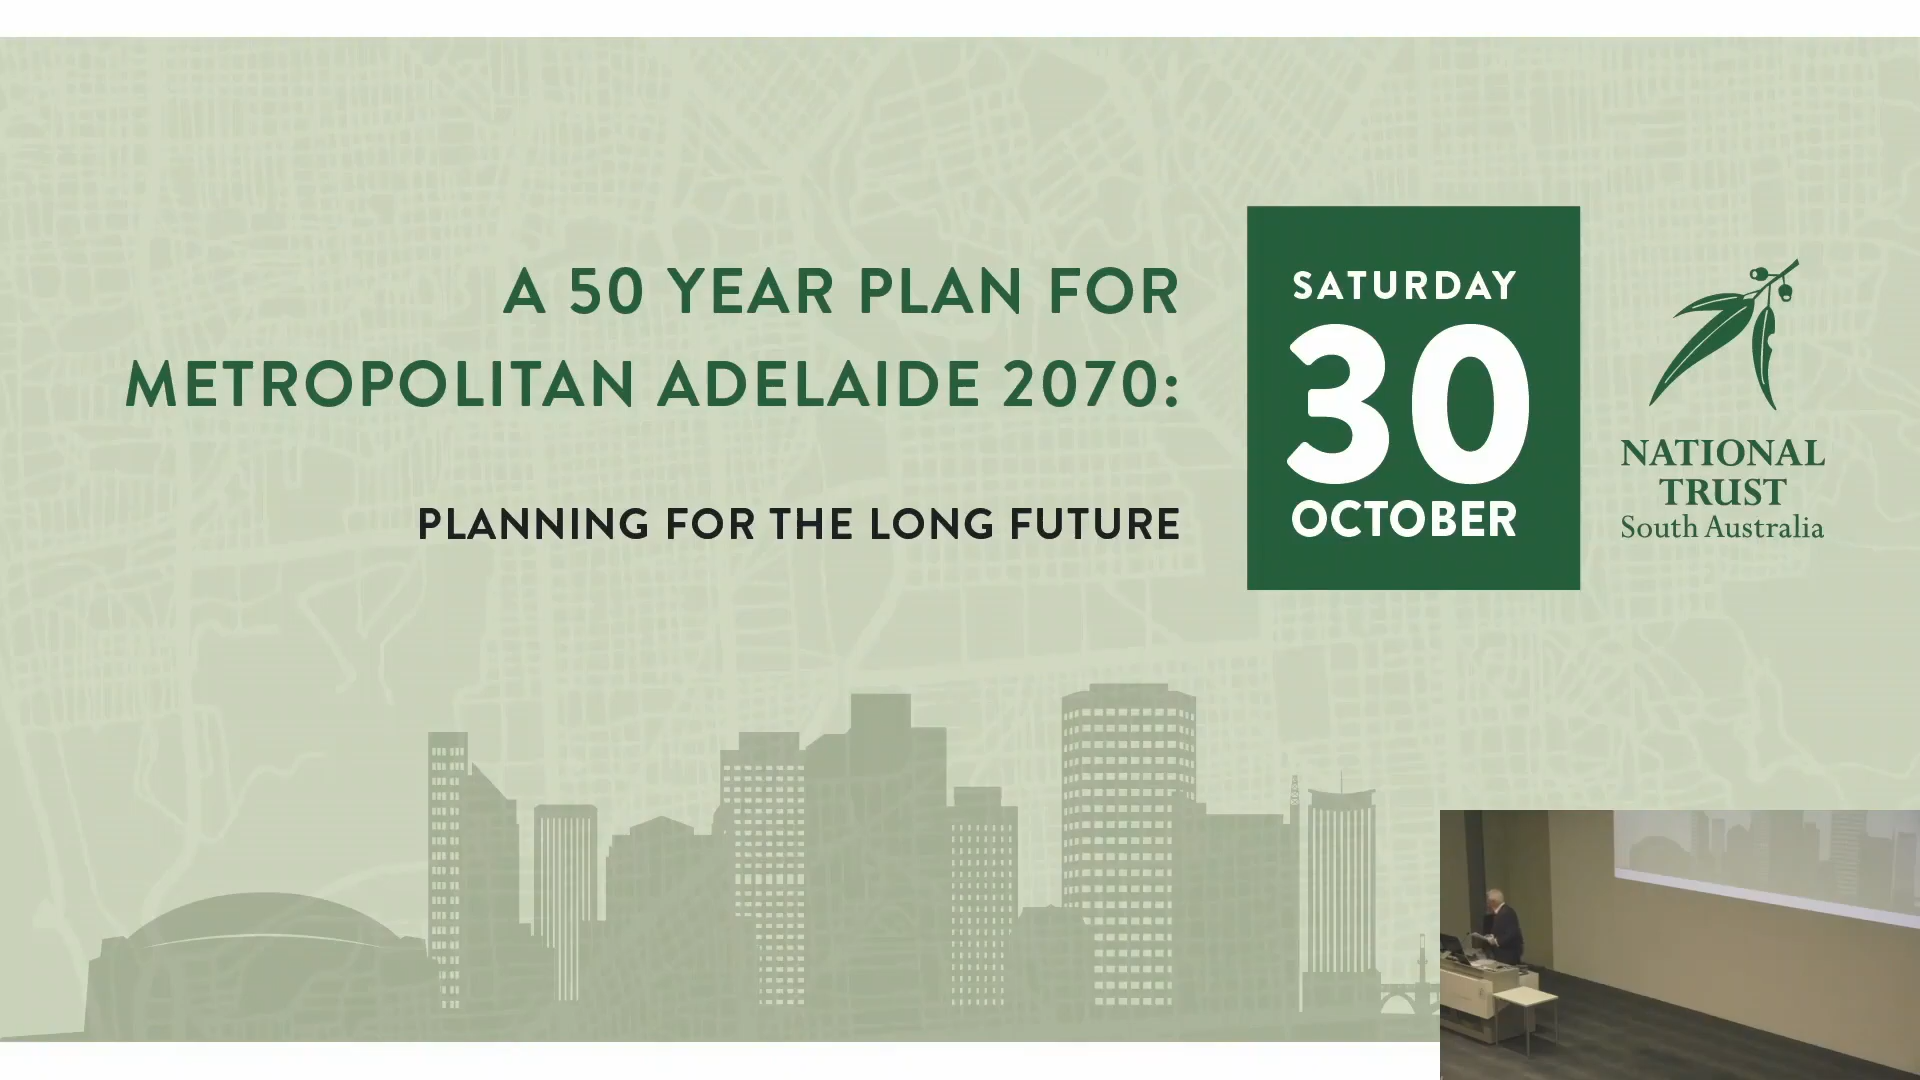 A 50 YEAR PLAN FOR
METROPOLITAN ADELAIDE 2070:
PLANNING FOR THE LONG FUTURE
SATURDAY
30
OCTOBER
NATIONAL
TRUST
South Australia